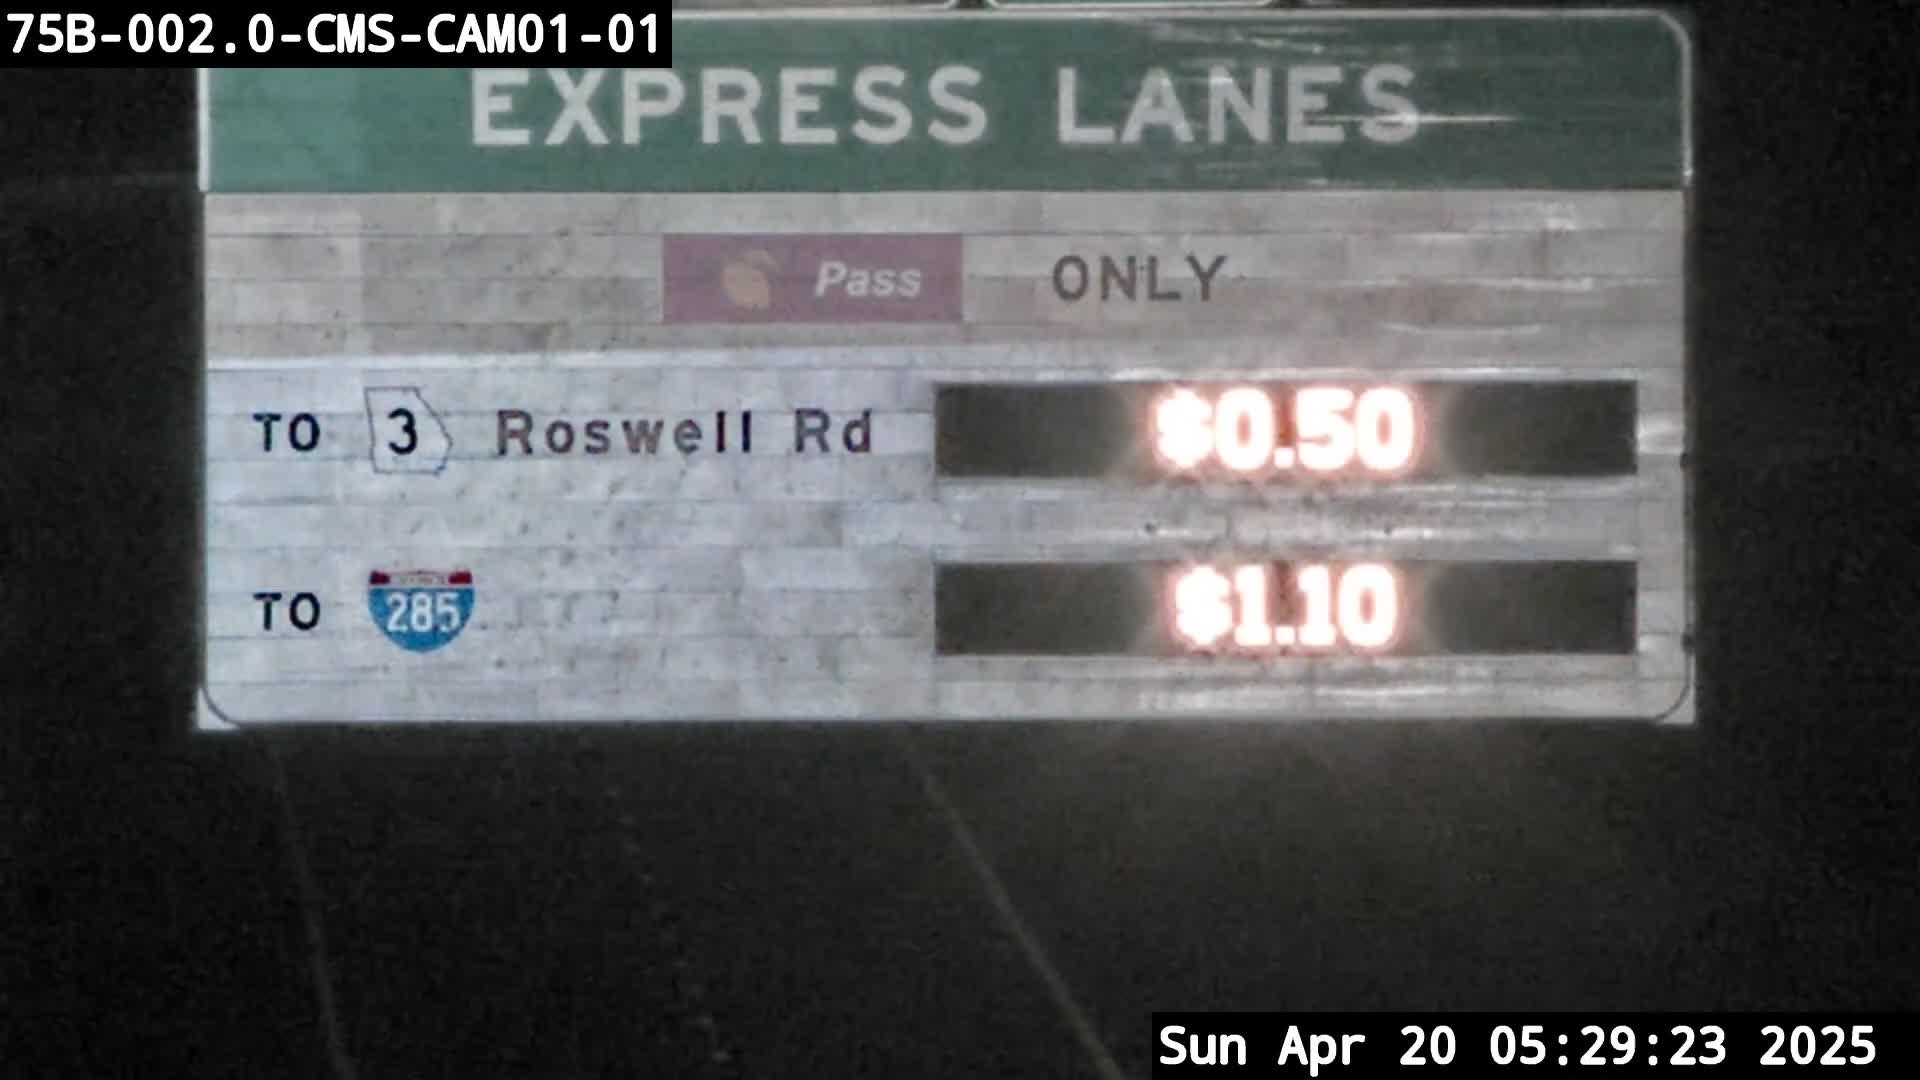 75B-002.0-CMS-CAM01-01
EXPRESS LANES
Pass ONLY
TO 3 Roswell Rd $0.50
TO 285 $1.10
Sun Apr 20 05:29:23 2025